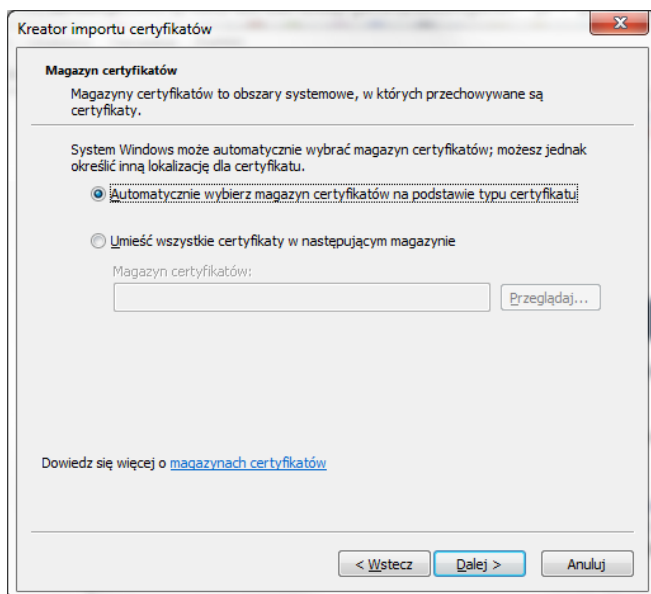 Kreator importu certyfikatów
Magazyn certyfikatów
Magazyny certyfikatów to obszary systemowe, w których przechowywane są
certyfikaty.
System Windows może automatycznie wybrać magazyn certyfikatów; możesz jednak
określić inną lokalizację dla certyfikatu.
Automatycznie wybierz magazyn certyfikatów na podstawie typu certyfikatu
Umieść wszystkie certyfikaty w następującym magazynie
Magazyn certyfikatów:
Przeglądaj...
Dowiedz się więcej o magazynach certyfikatów
< Wstecz Dalej > Anuluj